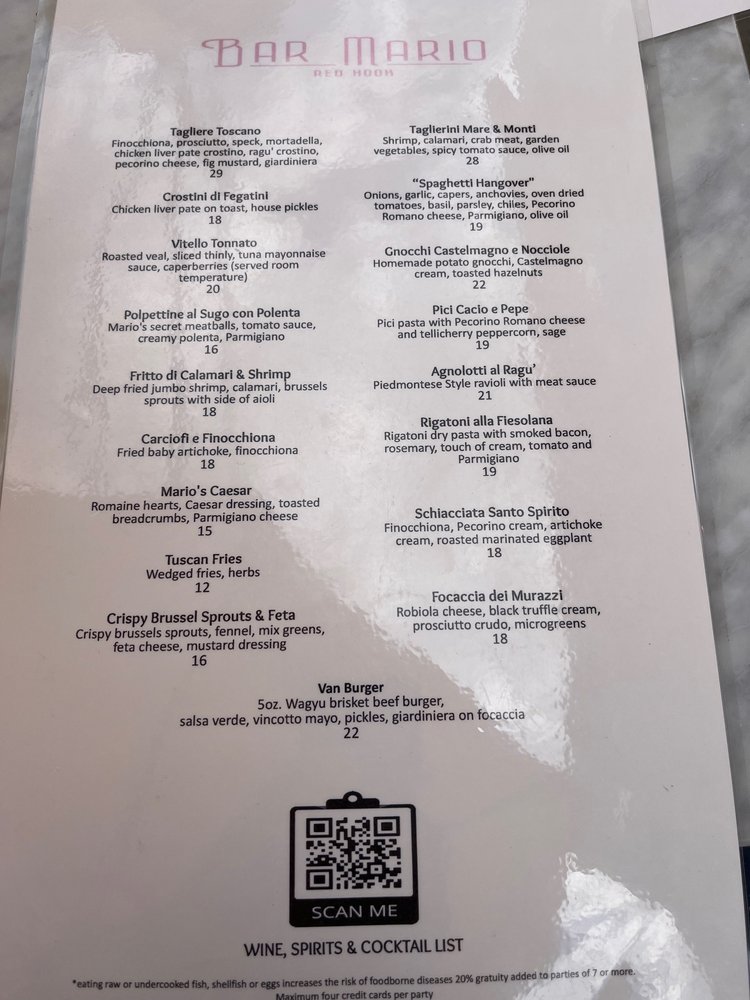 BAR MARIO
RED HOOK
Tagliere Toscano
Finocchiona, prosciutto, speck, mortadella,
chicken liver pate crostino, ragu' crostino,
pecorino cheese, fig mustard, giardiniera
29
Crostini di Fegatini
Chicken liver pate on toast, house pickles
18
Vitello Tonnato
Roasted veal, sliced thinly, tuna mayonnaise
sauce, caperberries (served room
temperature)
20
Polpettine al Sugo con Polenta
Mario's secret meatballs, tomato sauce,
creamy polenta, Parmigiano
16
Fritto di Calamari & Shrimp
Deep fried jumbo shrimp, calamari, brussels
sprouts with side of aioli
18
Carciofi e Finocchiona
Fried baby artichoke, finocchiona
18
Mario's Caesar
Romaine hearts, Caesar dressing, toasted
breadcrumbs, Parmigiano cheese
15
Tuscan Fries
Wedged fries, herbs
12
Crispy Brussel Sprouts & Feta
Crispy brussels sprouts, fennel, mix greens,
feta cheese, mustard dressing
16
Taglierini Mare & Monti
Shrimp, calamari, crab meat, garden
vegetables, spicy tomato sauce, olive oil
28
“Spaghetti Hangover”
Onions, garlic, capers, anchovies, oven dried
tomatoes, basil, parsley, chiles, Pecorino
Romano cheese, Parmigiano, olive oil
19
Gnocchi Castelmagno e Nocciole
Homemade potato gnocchi, Castelmagno
cream, toasted hazelnuts
22
Pici Cacio e Pepe
Pici pasta with Pecorino Romano cheese
and tellicherry peppercorn, sage
19
Agnolotti al Ragu’
Piedmontese Style ravioli with meat sauce
21
Rigatoni alla Fiesolana
Rigatoni dry pasta with smoked bacon,
rosemary, touch of cream, tomato and
Parmigiano
19
Schiacciata Santo Spirito
Finocchiona, Pecorino cream, artichoke
cream, roasted marinated eggplant
18
Focaccia dei Murazzi
Robiola cheese, black truffle cream,
prosciutto crudo, microgreens
18
Van Burger
5oz. Wagyu brisket beef burger,
salsa verde, vincotto mayo, pickles, giardiniera on focaccia
22
SCAN ME
WINE, SPIRITS & COCKTAIL LIST
*eating raw or undercooked fish, shellfish or eggs increases the risk of foodborne diseases 20% gratuity added to parties of 7 or more.
Maximum four credit cards per party